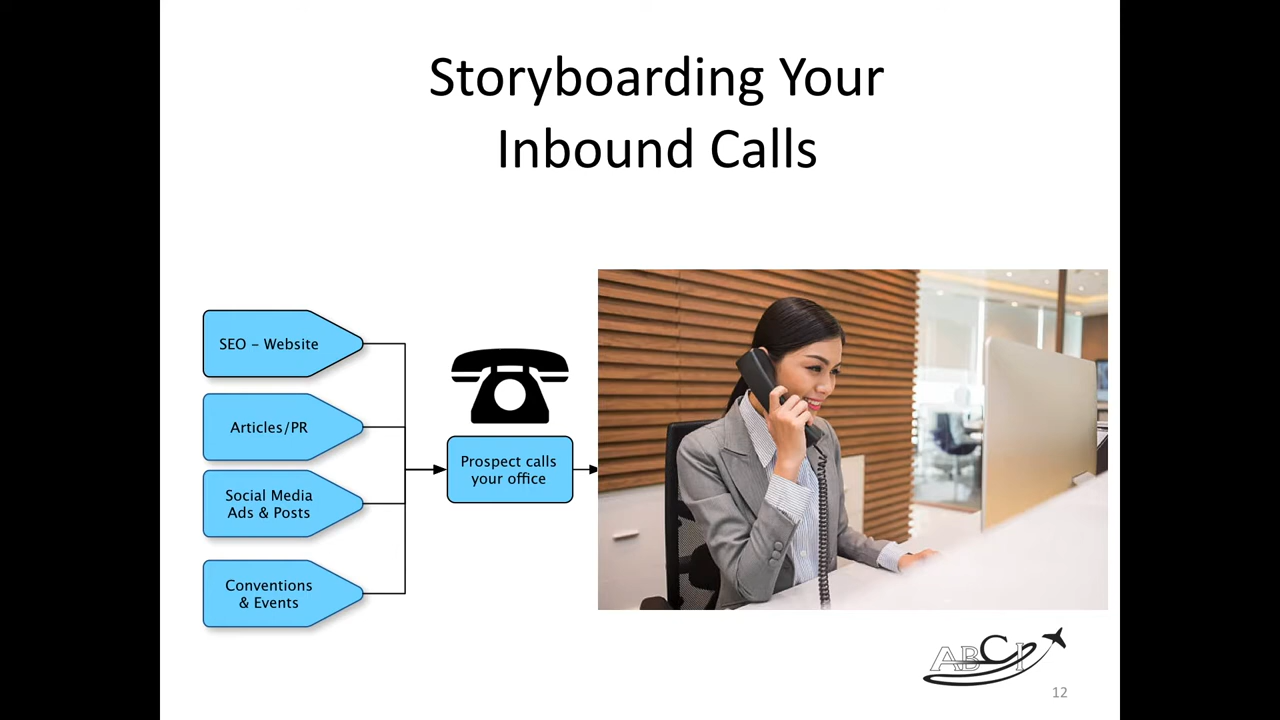 Storyboarding Your
Inbound Calls
SEO – Website
Articles/PR
Social Media
Ads & Posts
Conventions
& Events
Prospect calls
your office
ABCI
12